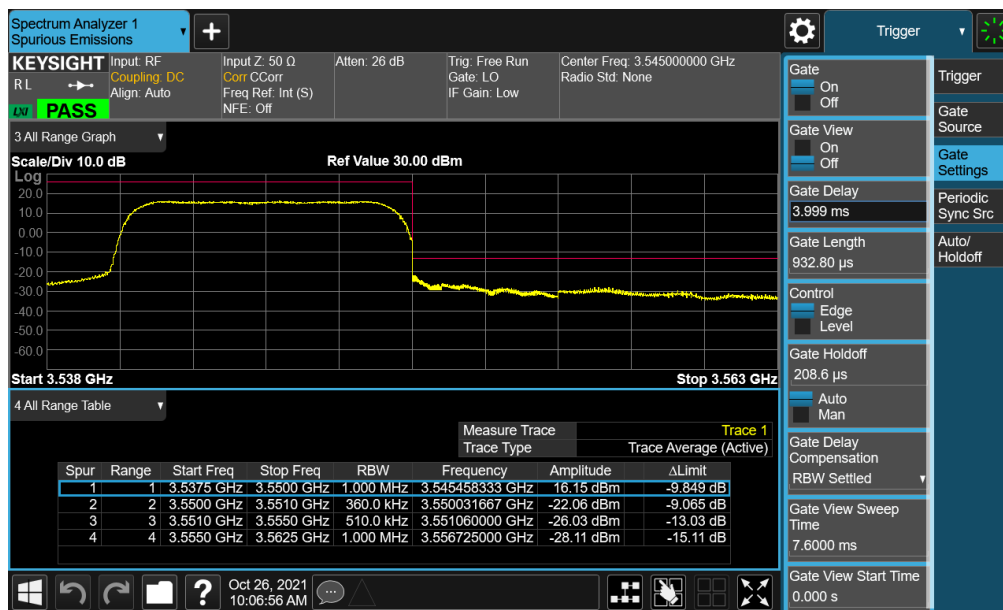 Spectrum Analyzer 1
Spurious Emissions
+
Trigger
KEYSIGHT
R L
LXI
PASS
Input: RF
Coupling: DC
Align: Auto
Input Z: 50 Ω
Corr CCorr
Freq Ref: Int (S)
NFE: Off
Atten: 26 dB
Trig: Free Run
Gate: LO
IF Gain: Low
Center Freq: 3.545000000 GHz
Radio Std: None
3 All Range Graph
Scale/Div 10.0 dB
Ref Value 30.00 dBm
Log
20.0
10.0
0.00
-10.0
-20.0
-30.0
-40.0
-50.0
-60.0
Start 3.538 GHz
Stop 3.563 GHz
4 All Range Table
Measure Trace Trace 1
Trace Type Trace Average (Active)
Spur Range Start Freq Stop Freq RBW Frequency Amplitude ΔLimit
1 1 3.5375 GHz 3.5500 GHz 1.000 MHz 3.545458333 GHz 16.15 dBm -9.849 dB
2 2 3.5500 GHz 3.5510 GHz 360.0 kHz 3.550031667 GHz -22.06 dBm -9.065 dB
3 3 3.5510 GHz 3.5550 GHz 510.0 kHz 3.551060000 GHz -26.03 dBm -13.03 dB
4 4 3.5550 GHz 3.5625 GHz 1.000 MHz 3.556725000 GHz -28.11 dBm -15.11 dB
?
Oct 26, 2021
10:06:56 AM
Gate
On
Off
Gate View
On
Off
Gate Delay
3.999 ms
Gate Length
932.80 µs
Control
Edge
Level
Gate Holdoff
208.6 µs
Auto
Man
Gate Delay
Compensation
RBW Settled
Gate View Sweep
Time
7.6000 ms
Gate View Start Time
0.000 s
Trigger
Gate
Source
Gate
Settings
Periodic
Sync Src
Auto/
Holdoff